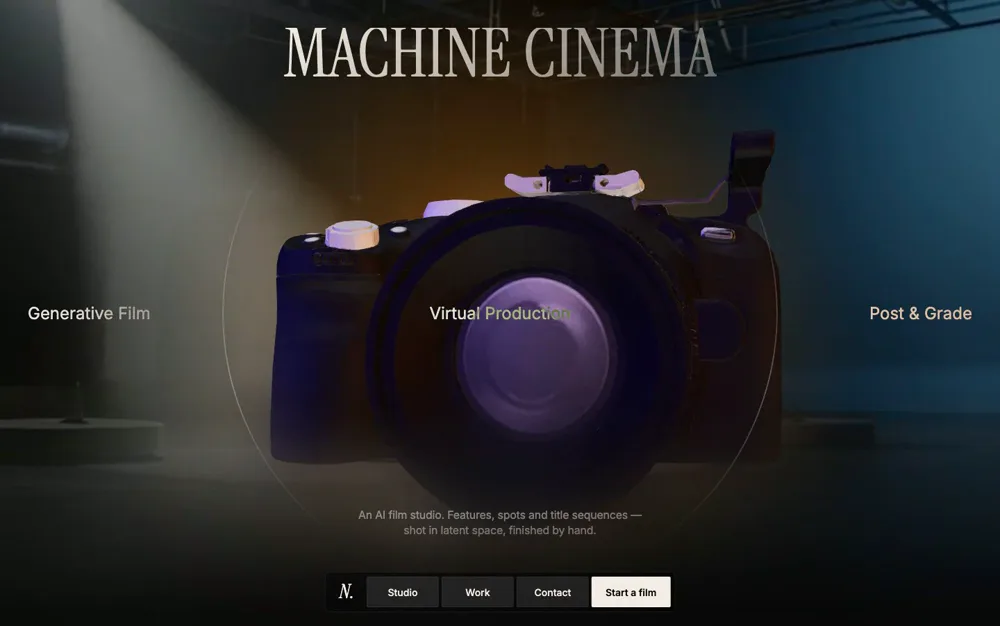 MACHINE CINEMA
Generative Film
Virtual Production
Post & Grade
An AI film studio. Features, spots and title sequences —
shot in latent space, finished by hand.
N.
Studio
Work
Contact
Start a film